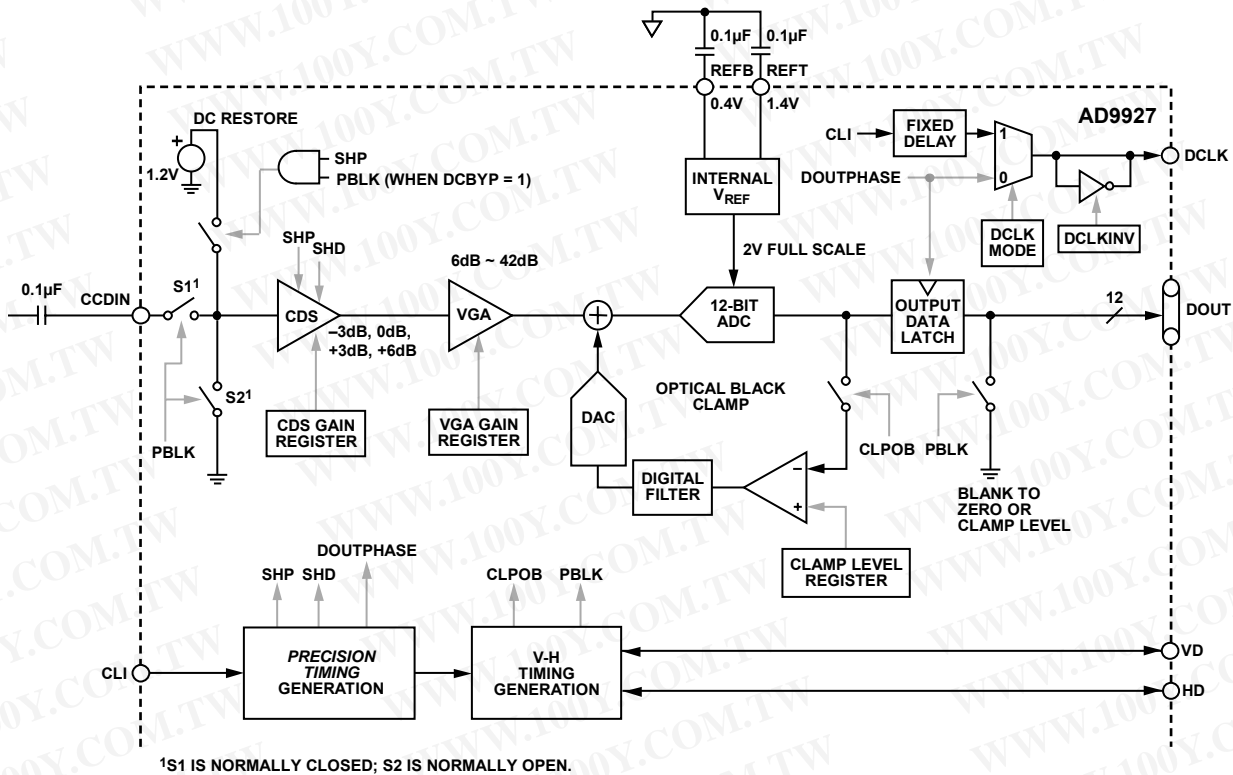 0.1µF
0.1µF
REFB
REFT
0.4V
1.4V
AD9927
DC RESTORE
+
1.2V
SHP
PBLK (WHEN DCBYP = 1)
CLI
FIXED
DELAY
1
0
DCLK
DOUTPHASE
INTERNAL
VREF
DCLK
MODE
DCLKINV
SHP
SHD
6dB ~ 42dB
2V FULL SCALE
0.1µF
CCDIN
S1¹
CDS
–3dB, 0dB,
+3dB, +6dB
VGA
+
12-BIT
ADC
OUTPUT
DATA
LATCH
12
DOUT
S2¹
PBLK
CDS GAIN
REGISTER
VGA GAIN
REGISTER
DAC
OPTICAL BLACK
CLAMP
CLPOB
PBLK
DIGITAL
FILTER
–
+
BLANK TO
ZERO OR
CLAMP LEVEL
CLAMP LEVEL
REGISTER
DOUTPHASE
SHP
SHD
CLPOB
PBLK
CLI
PRECISION
TIMING
GENERATION
V-H
TIMING
GENERATION
VD
HD
¹S1 IS NORMALLY CLOSED; S2 IS NORMALLY OPEN.
WWW.100Y.COM.TW